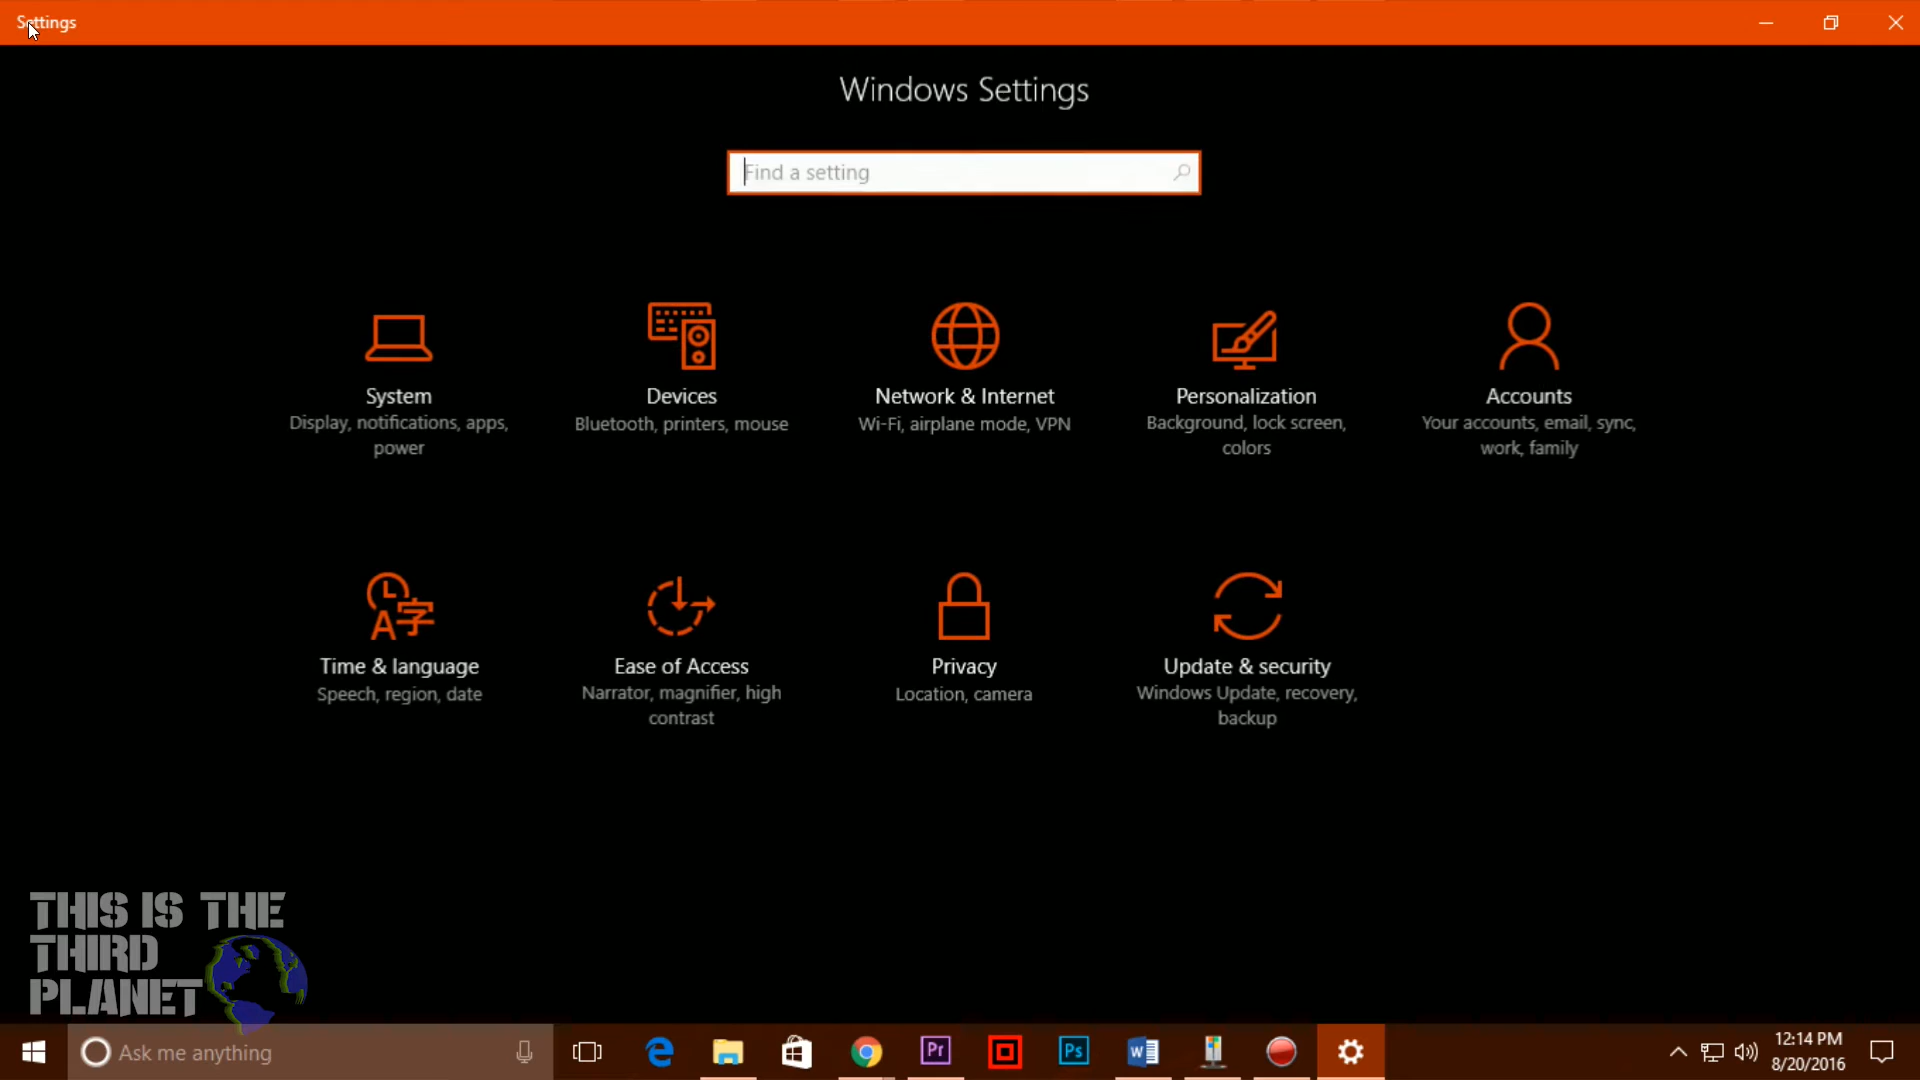 Settings
Windows Settings
Find a setting
System
Display, notifications, apps,
power
Devices
Bluetooth, printers, mouse
Network & Internet
Wi-Fi, airplane mode, VPN
Personalization
Background, lock screen,
colors
Accounts
Your accounts, email, sync,
work, family
Time & language
Speech, region, date
Ease of Access
Narrator, magnifier, high
contrast
Privacy
Location, camera
Update & security
Windows Update, recovery,
backup
THIS IS THE
THIRD
PLANET
Ask me anything
Pr
Ps
12:14 PM
8/20/2016